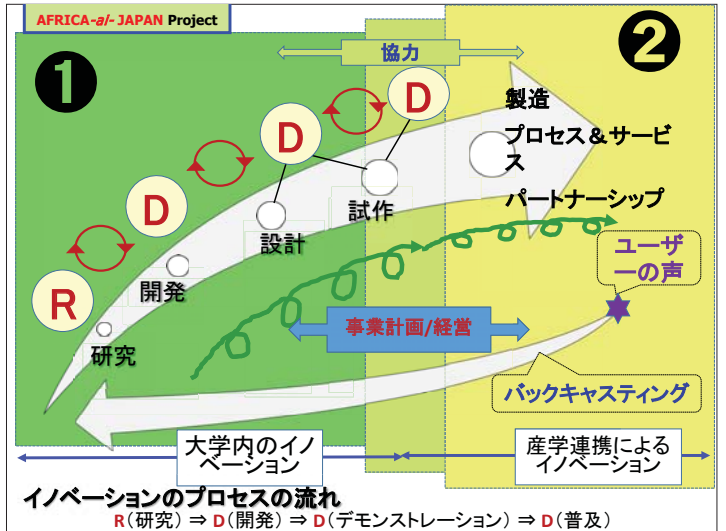 AFRICA-ai-JAPAN Project
❶
❷
協力
D
D
D
R
製造
プロセス＆サービ
ス
パートナーシップ
試作
設計
開発
研究
ユーザ
ーの声
事業計画/経営
バックキャスティング
大学内のイノ
ベーション
産学連携による
イノベーション
イノベーションのプロセスの流れ
R(研究) ⇒ D(開発) ⇒ D(デモンストレーション) ⇒ D(普及)